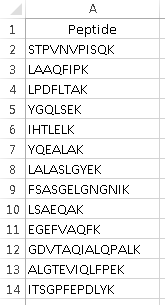 A
1 Peptide
2 STPVNVPISQK
3 LAAQFIPK
4 LPDFLTAK
5 YGQLSEK
6 IHTLELK
7 YQEALAK
8 LALASLGYEK
9 FSASGELGNGNIK
10 LSAEQAK
11 EGEFVAQFK
12 GDVTAQIALQPALK
13 ALGTEVIQLFPEK
14 ITSGPFEPDLYK